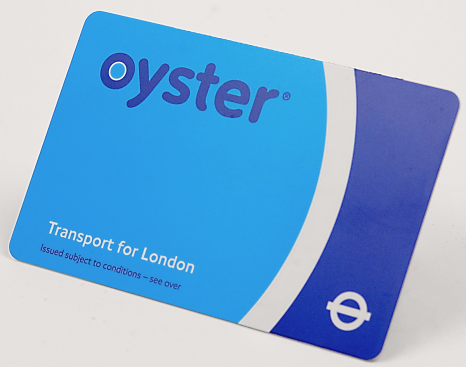 oyster®
Transport for London
Issued subject to conditions – see over